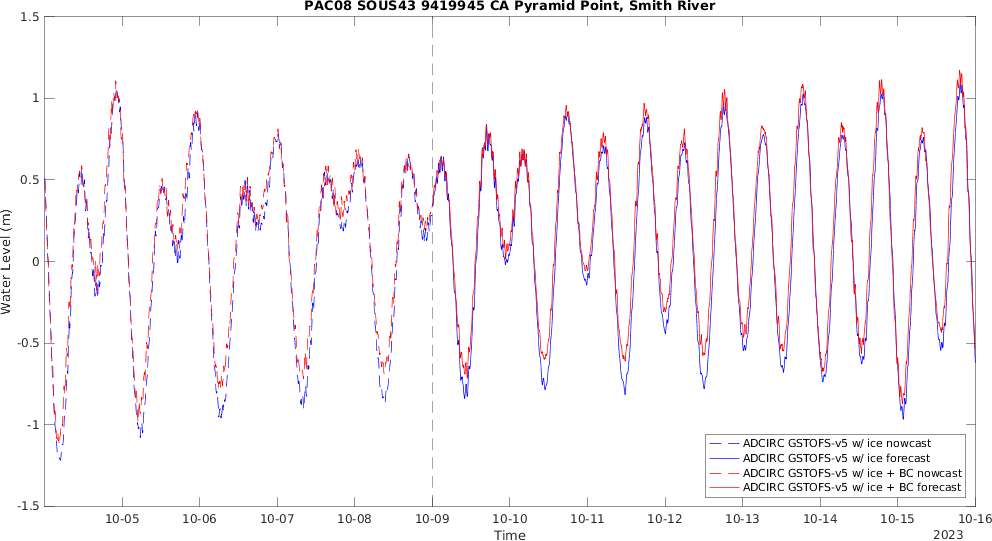 PAC08 SOUS43 9419945 CA Pyramid Point, Smith River
1.5
1
0.5
0
-0.5
-1
-1.5
Water Level (m)
10-05 10-06 10-07 10-08 10-09 10-10 10-11 10-12 10-13 10-14 10-15 10-16
Time
2023
ADCIRC GSTOFS-v5 w/ ice nowcast
ADCIRC GSTOFS-v5 w/ ice forecast
ADCIRC GSTOFS-v5 w/ ice + BC nowcast
ADCIRC GSTOFS-v5 w/ ice + BC forecast